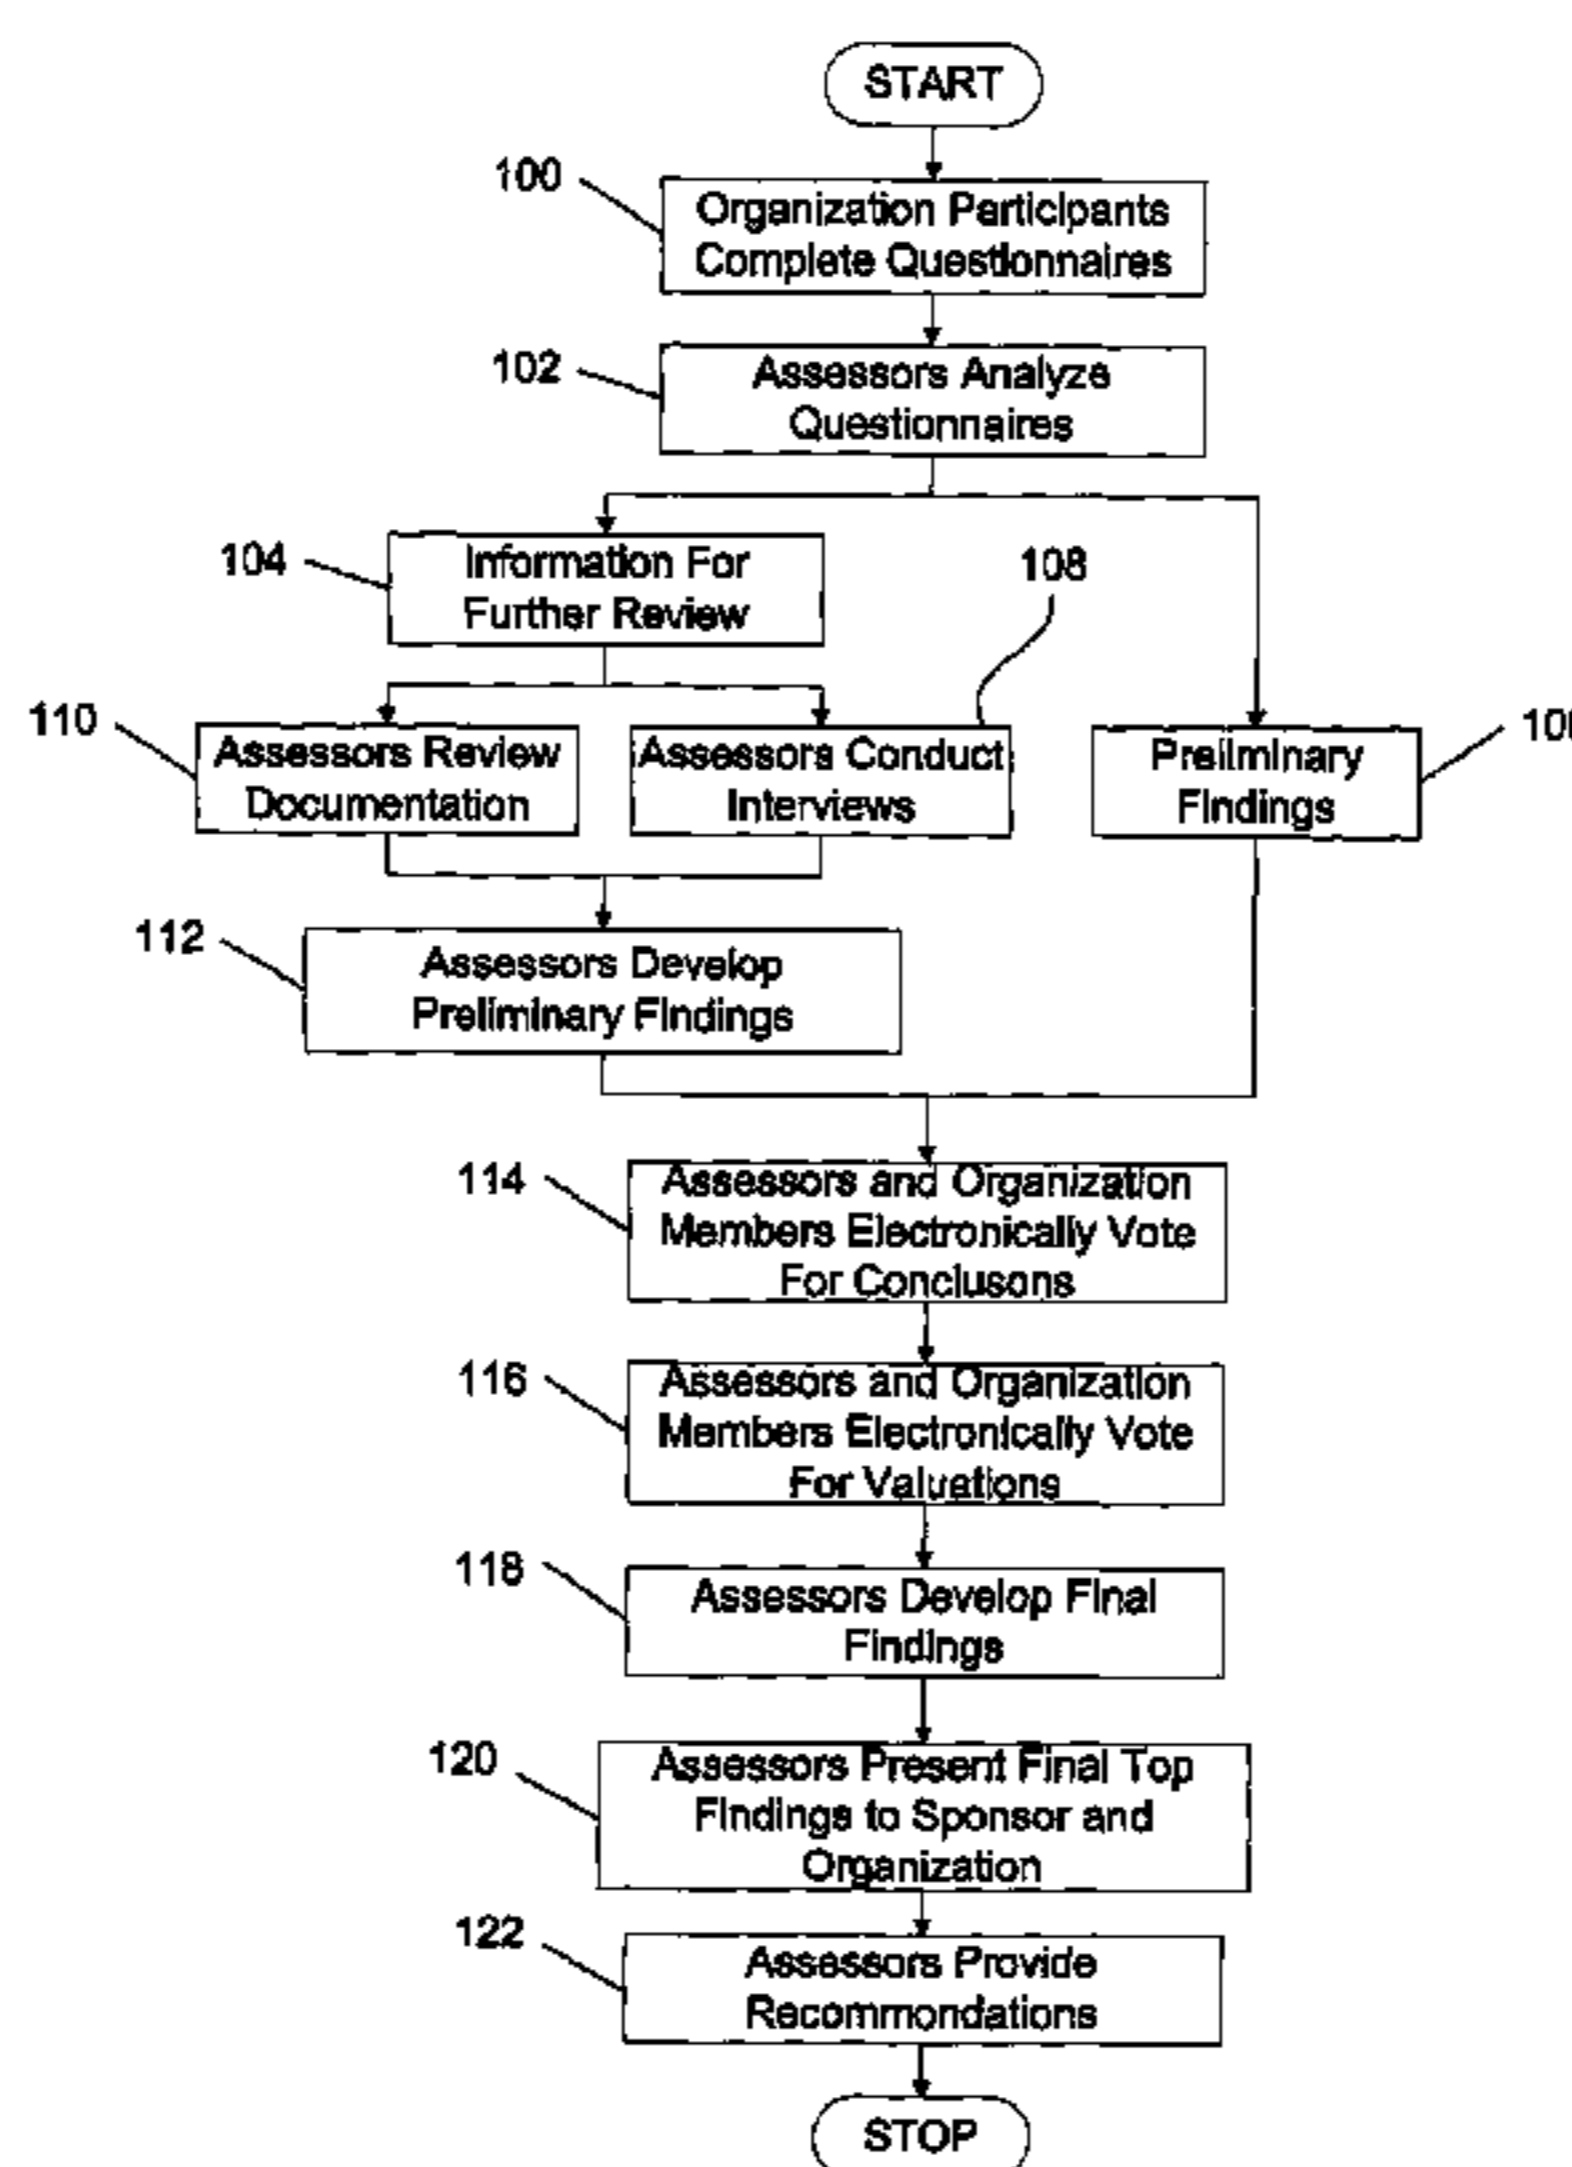 START
100
Organization Participants
Complete Questionnaires
102
Assessors Analyze
Questionnaires
104
Information For
Further Review
108
110
Assessors Review
Documentation
Assessors Conduct
Interviews
Preliminary
Findings
112
Assessors Develop
Preliminary Findings
114
Assessors and Organization
Members Electronically Vote
For Conclusons
116
Assessors and Organization
Members Electronically Vote
For Valuations
118
Assessors Develop Final
Findings
120
Assessors Present Final Top
Findings to Sponsor and
Organization
122
Assessors Provide
Recommondations
STOP